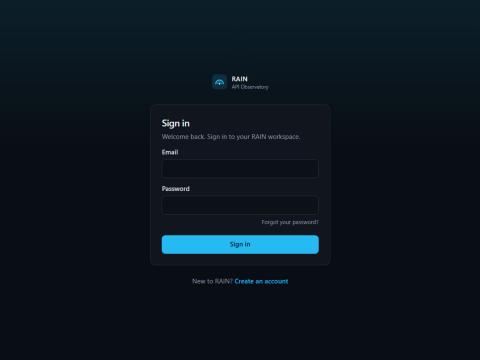 RAIN
API Observatory
Sign in
Welcome back. Sign in to your RAIN workspace.
Email
Password
Forgot your password?
Sign in
New to RAIN? Create an account